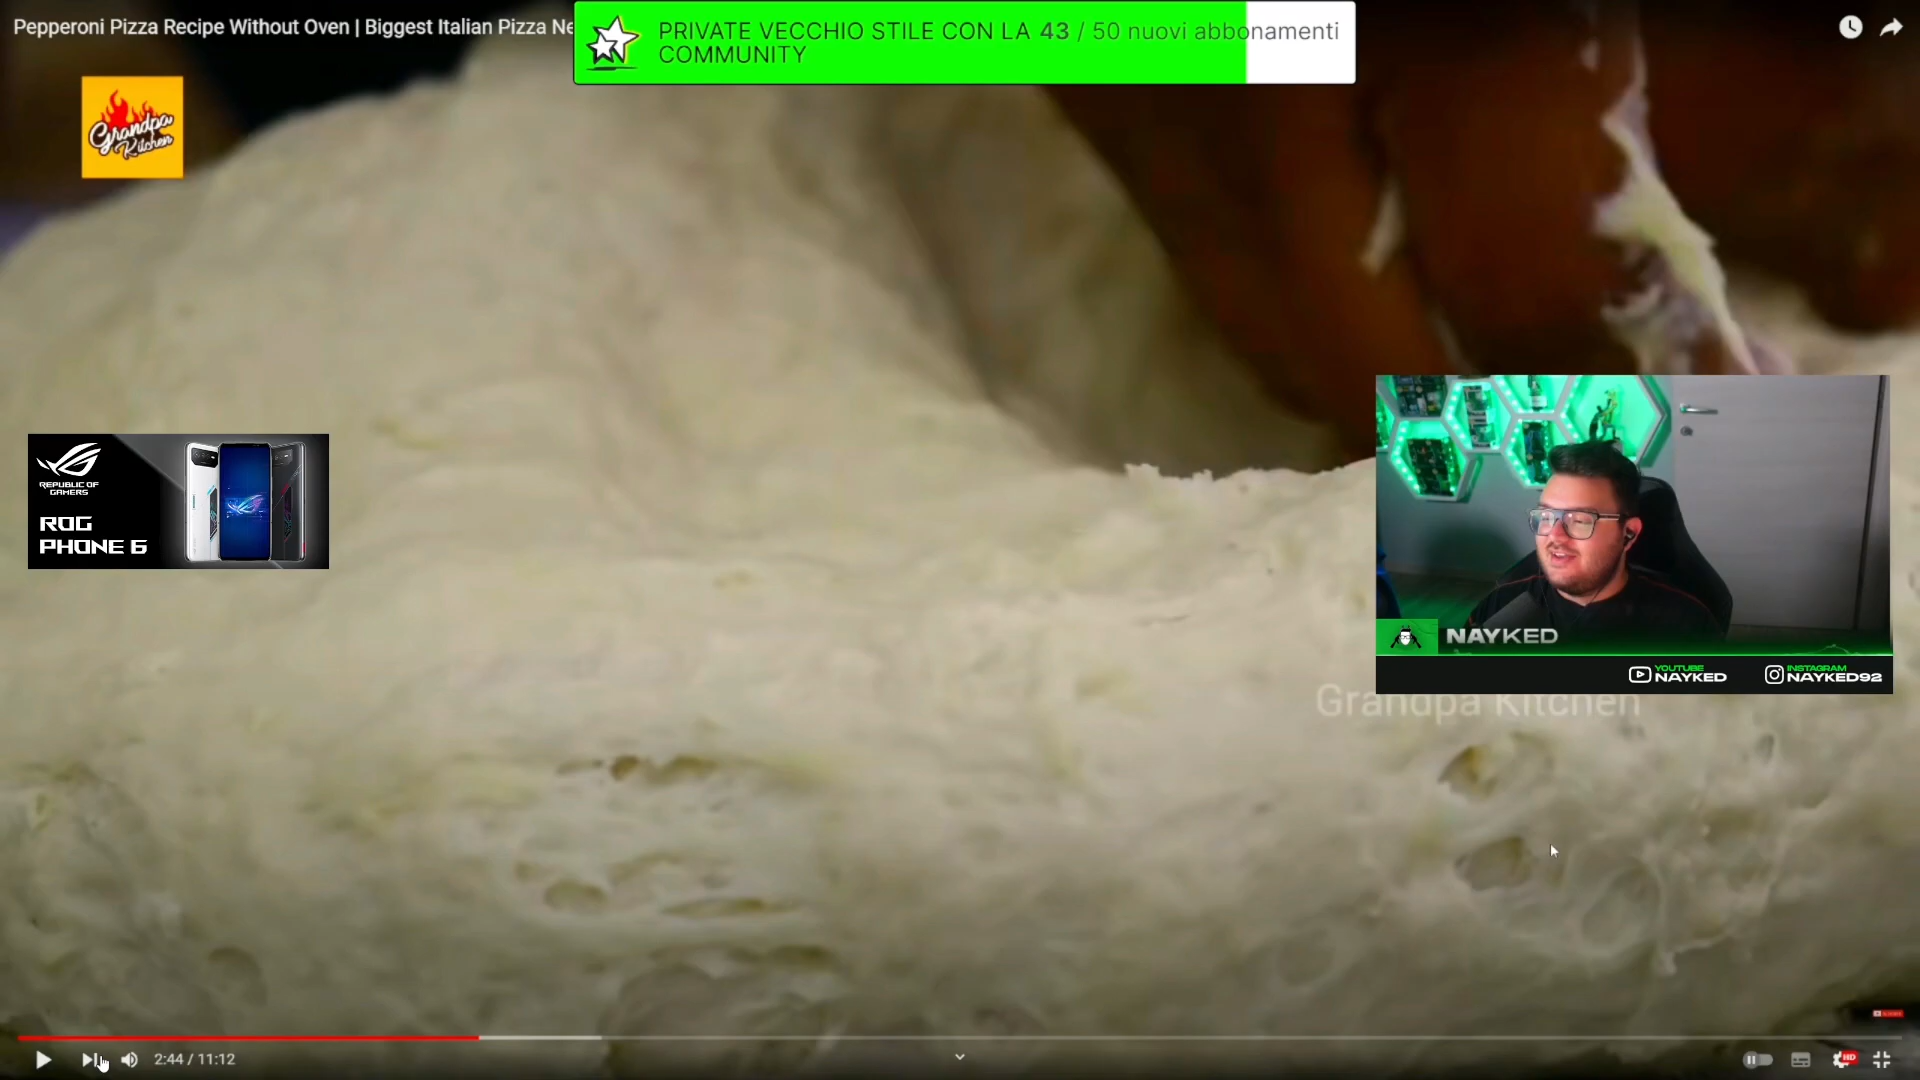 Pepperoni Pizza Recipe Without Oven | Biggest Italian Pizza Ne
PRIVATE VECCHIO STILE CON LA 43 / 50 nuovi abbonamenti
COMMUNITY
Grandpa
Kitchen
REPUBLIC OF
GAMERS
ROG
PHONE 6
NAYKED
YOUTUBE
NAYKED
INSTAGRAM
NAYKED92
Grandpa Kitchen
2:44 / 11:12
HD